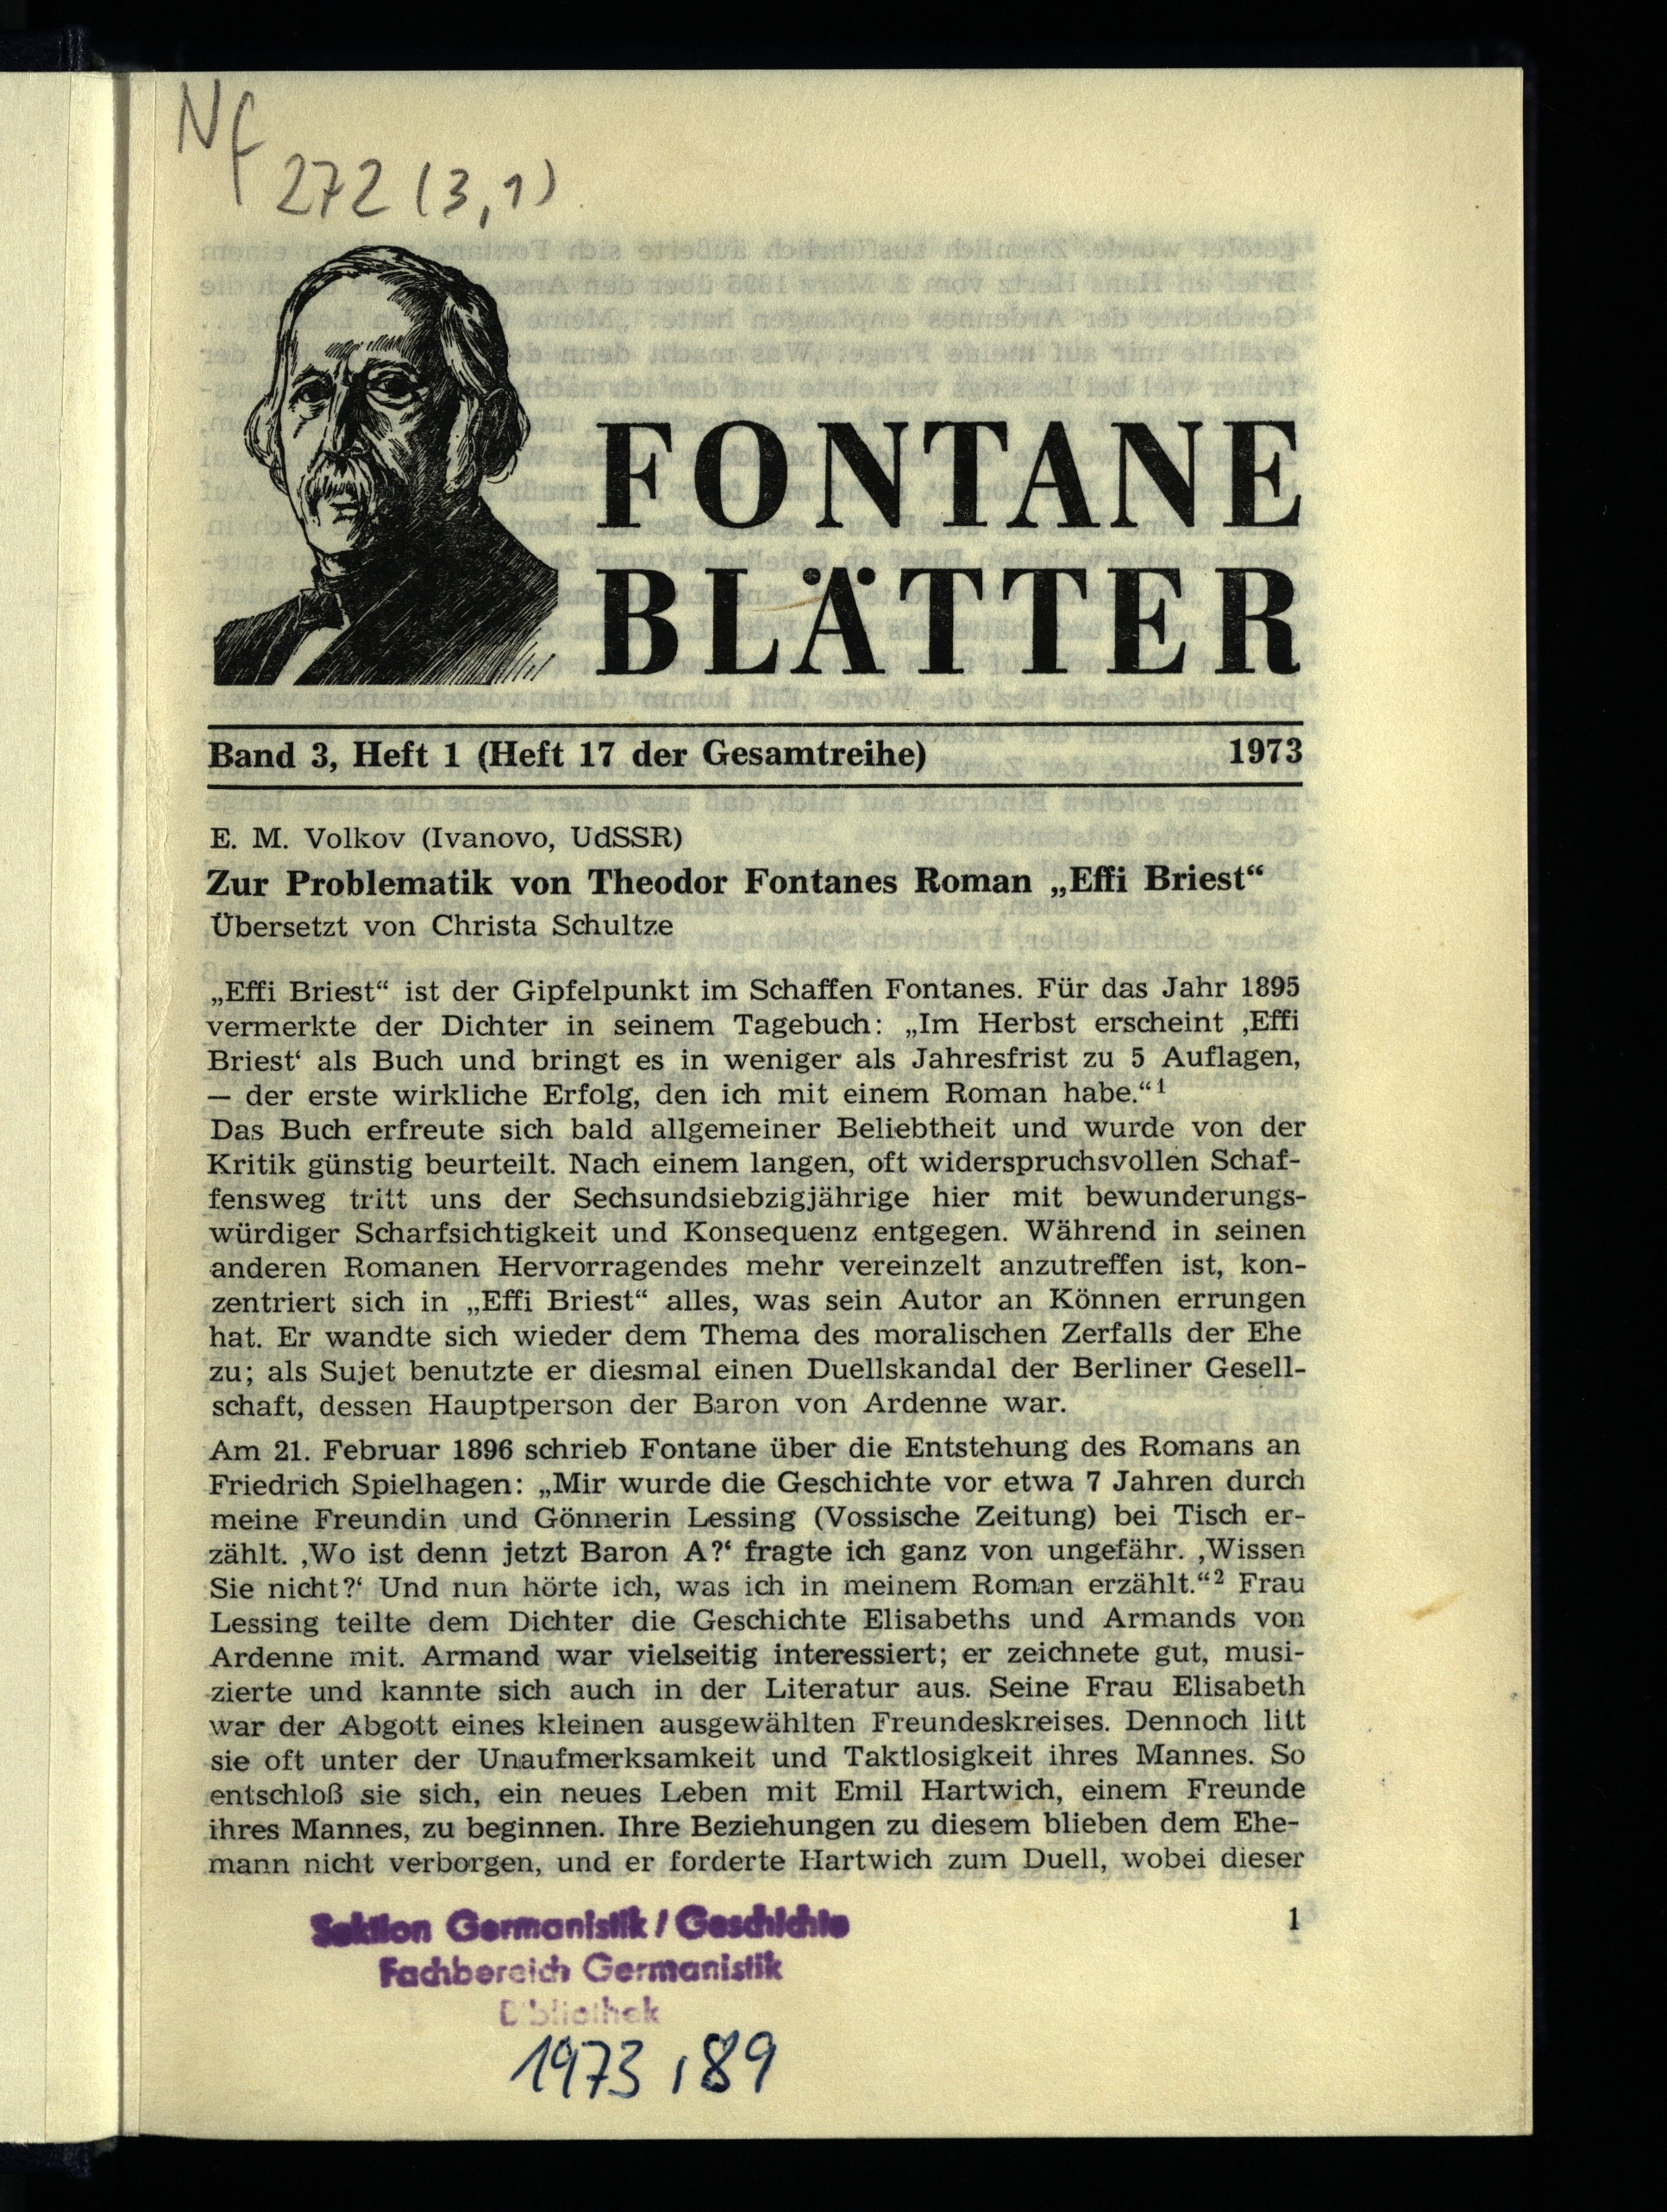 Nf
272 (3,1)
FONTANE
BLÄTTER
Band 3, Heft 1 (Heft 17 der Gesamtreihe) 1973
E. M. Volkov (Ivanovo, UdSSR)
Zur Problematik von Theodor Fontanes Roman „Effi Briest“
Übersetzt von Christa Schultze
„Effi Briest“ ist der Gipfelpunkt im Schaffen Fontanes. Für das Jahr 1895
vermerkte der Dichter in seinem Tagebuch: „Im Herbst erscheint ‚Effi
Briest‘ als Buch und bringt es in weniger als Jahresfrist zu 5 Auflagen,
— der erste wirkliche Erfolg, den ich mit einem Roman habe.“¹
Das Buch erfreute sich bald allgemeiner Beliebtheit und wurde von der
Kritik günstig beurteilt. Nach einem langen, oft widerspruchsvollen Schaf-
fensweg tritt uns der Sechsundsiebzigjährige hier mit bewunderungs-
würdiger Scharfsichtigkeit und Konsequenz entgegen. Während in seinen
anderen Romanen Hervorragendes mehr vereinzelt anzutreffen ist, kon-
zentriert sich in „Effi Briest“ alles, was sein Autor an Können errungen
hat. Er wandte sich wieder dem Thema des moralischen Zerfalls der Ehe
zu; als Sujet benutzte er diesmal einen Duellskandal der Berliner Gesell-
schaft, dessen Hauptperson der Baron von Ardenne war.
Am 21. Februar 1896 schrieb Fontane über die Entstehung des Romans an
Friedrich Spielhagen: „Mir wurde die Geschichte vor etwa 7 Jahren durch
meine Freundin und Gönnerin Lessing (Vossische Zeitung) bei Tisch er-
zählt. ‚Wo ist denn jetzt Baron A?‘ fragte ich ganz von ungefähr. ‚Wissen
Sie nicht?‘ Und nun hörte ich, was ich in meinem Roman erzählt.“² Frau
Lessing teilte dem Dichter die Geschichte Elisabeths und Armands von
Ardenne mit. Armand war vielseitig interessiert; er zeichnete gut, musi-
zierte und kannte sich auch in der Literatur aus. Seine Frau Elisabeth
war der Abgott eines kleinen ausgewählten Freundeskreises. Dennoch litt
sie oft unter der Unaufmerksamkeit und Taktlosigkeit ihres Mannes. So
entschloß sie sich, ein neues Leben mit Emil Hartwich, einem Freunde
ihres Mannes, zu beginnen. Ihre Beziehungen zu diesem blieben dem Ehe-
mann nicht verborgen, und er forderte Hartwich zum Duell, wobei dieser
1
Sektion Germanistik / Geschichte
Fachbereich Germanistik
Bibliothek
1973, 89